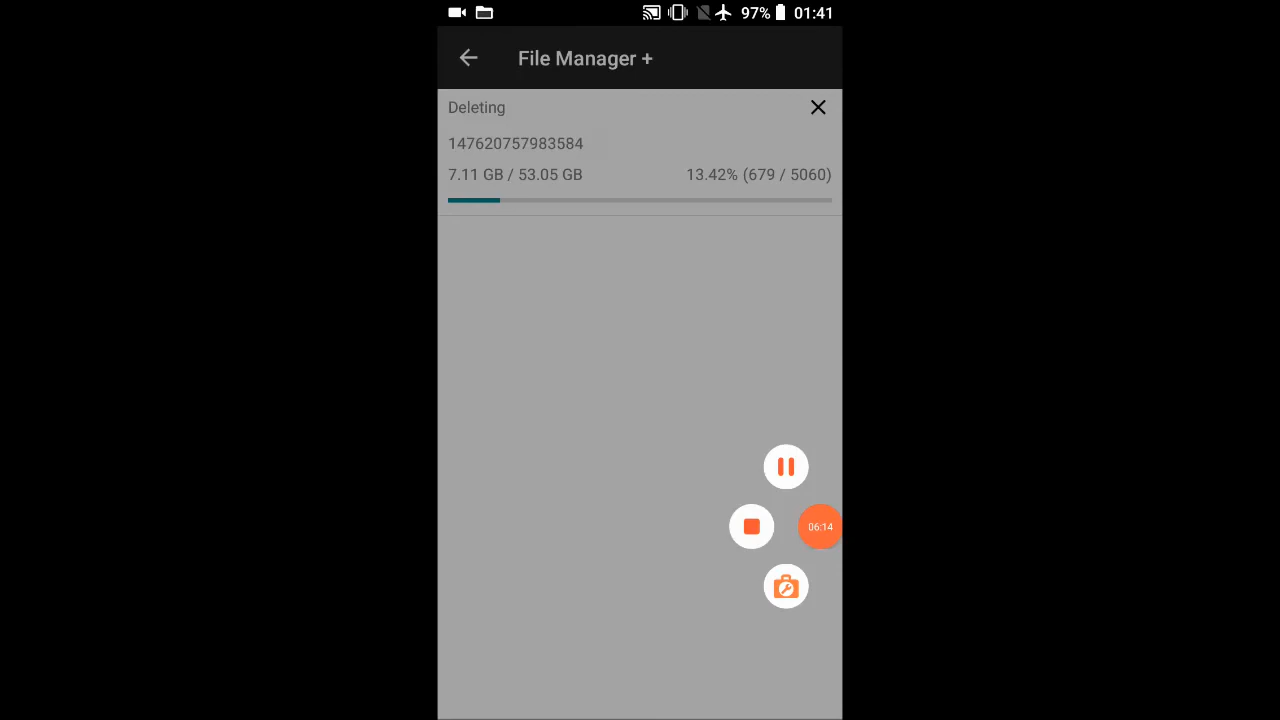 97% 01:41
File Manager +
Deleting
147620757983584
7.11 GB / 53.05 GB 13.42% (679 / 5060)
06:14